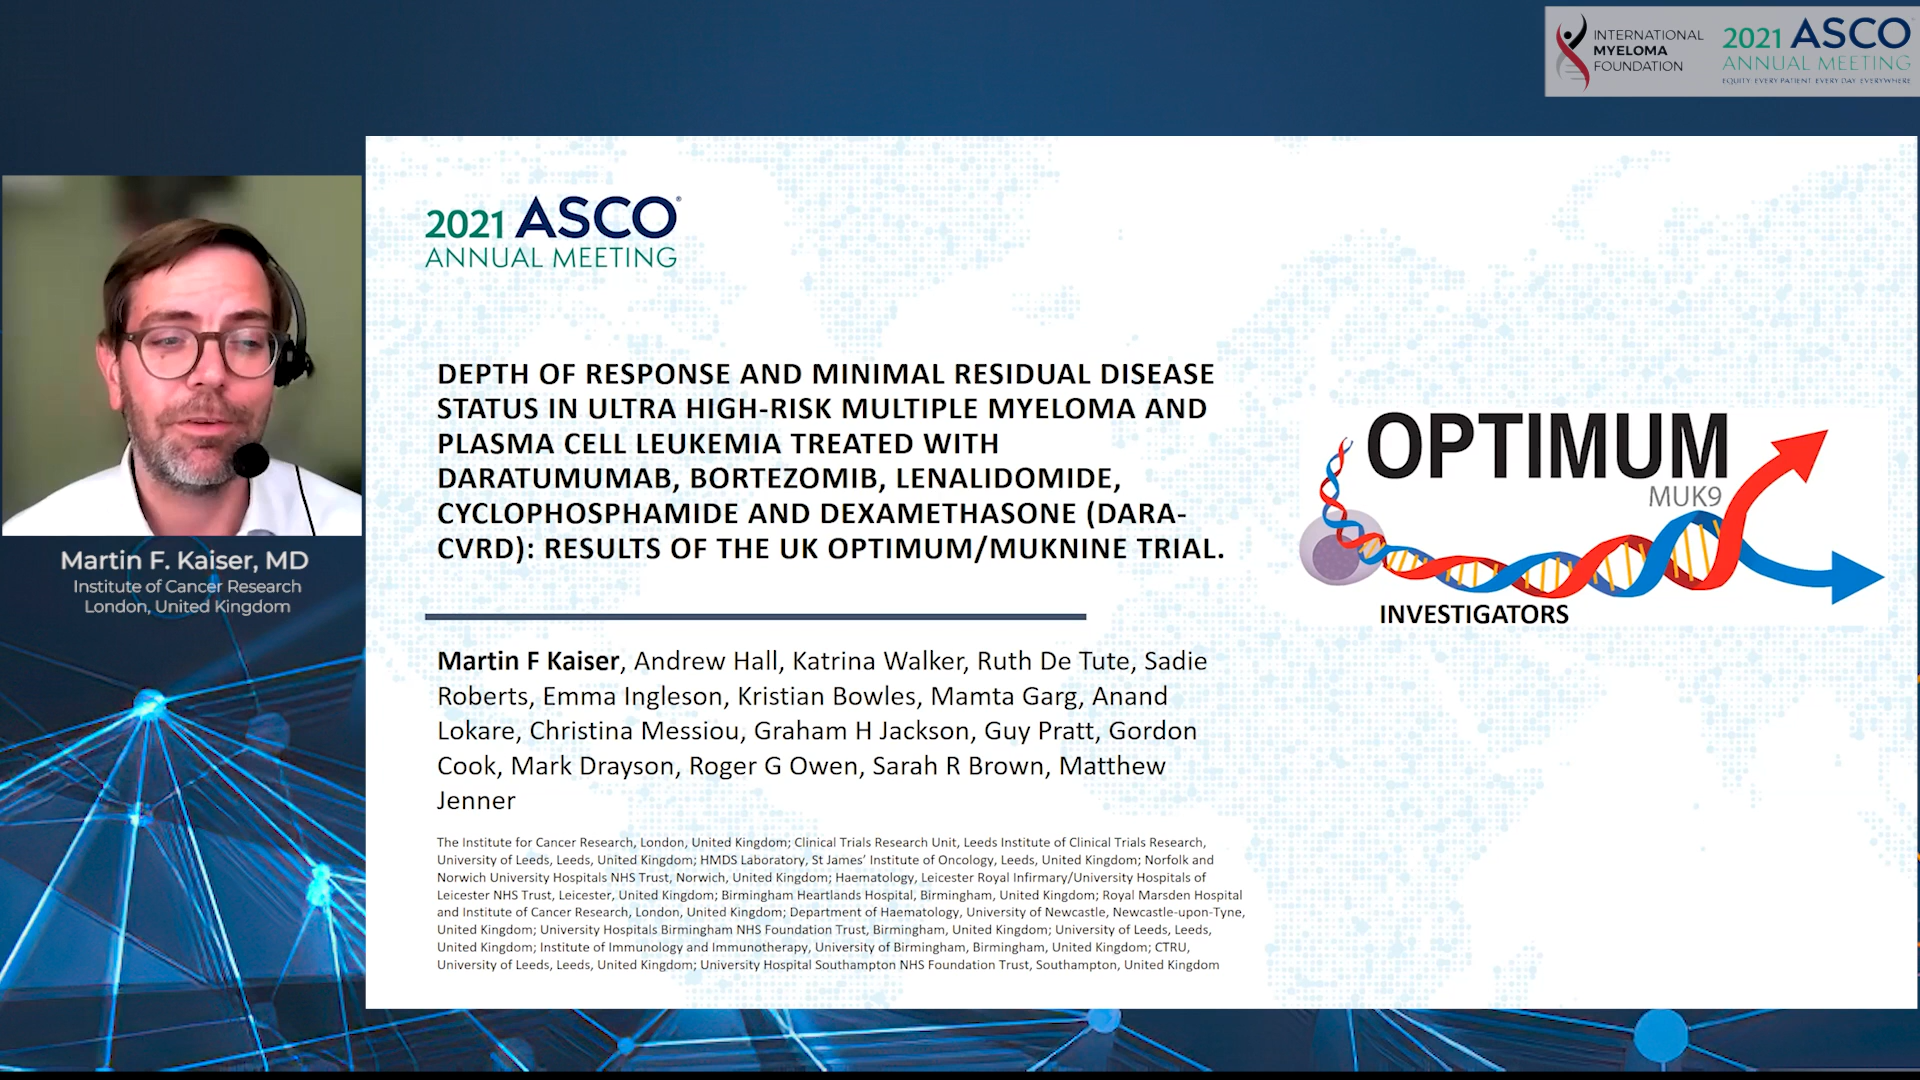 INTERNATIONAL
MYELOMA
FOUNDATION
2021 ASCO
ANNUAL MEETING
EQUITY: EVERY PATIENT. EVERY DAY. EVERYWHERE.
2021 ASCO®
ANNUAL MEETING
DEPTH OF RESPONSE AND MINIMAL RESIDUAL DISEASE
STATUS IN ULTRA HIGH-RISK MULTIPLE MYELOMA AND
PLASMA CELL LEUKEMIA TREATED WITH
DARATUMUMAB, BORTEZOMIB, LENALIDOMIDE,
CYCLOPHOSPHAMIDE AND DEXAMETHASONE (DARA-
CVRD): RESULTS OF THE UK OPTIMUM/MUKNINE TRIAL.
OPTIMUM
MUK9
INVESTIGATORS
Martin F. Kaiser, MD
Institute of Cancer Research
London, United Kingdom
Martin F Kaiser, Andrew Hall, Katrina Walker, Ruth De Tute, Sadie
Roberts, Emma Ingleson, Kristian Bowles, Mamta Garg, Anand
Lokare, Christina Messiou, Graham H Jackson, Guy Pratt, Gordon
Cook, Mark Drayson, Roger G Owen, Sarah R Brown, Matthew
Jenner
The Institute for Cancer Research, London, United Kingdom; Clinical Trials Research Unit, Leeds Institute of Clinical Trials Research,
University of Leeds, Leeds, United Kingdom; HMDS Laboratory, St James' Institute of Oncology, Leeds, United Kingdom; Norfolk and
Norwich University Hospitals NHS Trust, Norwich, United Kingdom; Haematology, Leicester Royal Infirmary/University Hospitals of
Leicester NHS Trust, Leicester, United Kingdom; Birmingham Heartlands Hospital, Birmingham, United Kingdom; Royal Marsden Hospital
and Institute of Cancer Research, London, United Kingdom; Department of Haematology, University of Newcastle, Newcastle-upon-Tyne,
United Kingdom; University Hospitals Birmingham NHS Foundation Trust, Birmingham, United Kingdom; University of Leeds, Leeds,
United Kingdom; Institute of Immunology and Immunotherapy, University of Birmingham, Birmingham, United Kingdom; CTRU,
University of Leeds, Leeds, United Kingdom; University Hospital Southampton NHS Foundation Trust, Southampton, United Kingdom